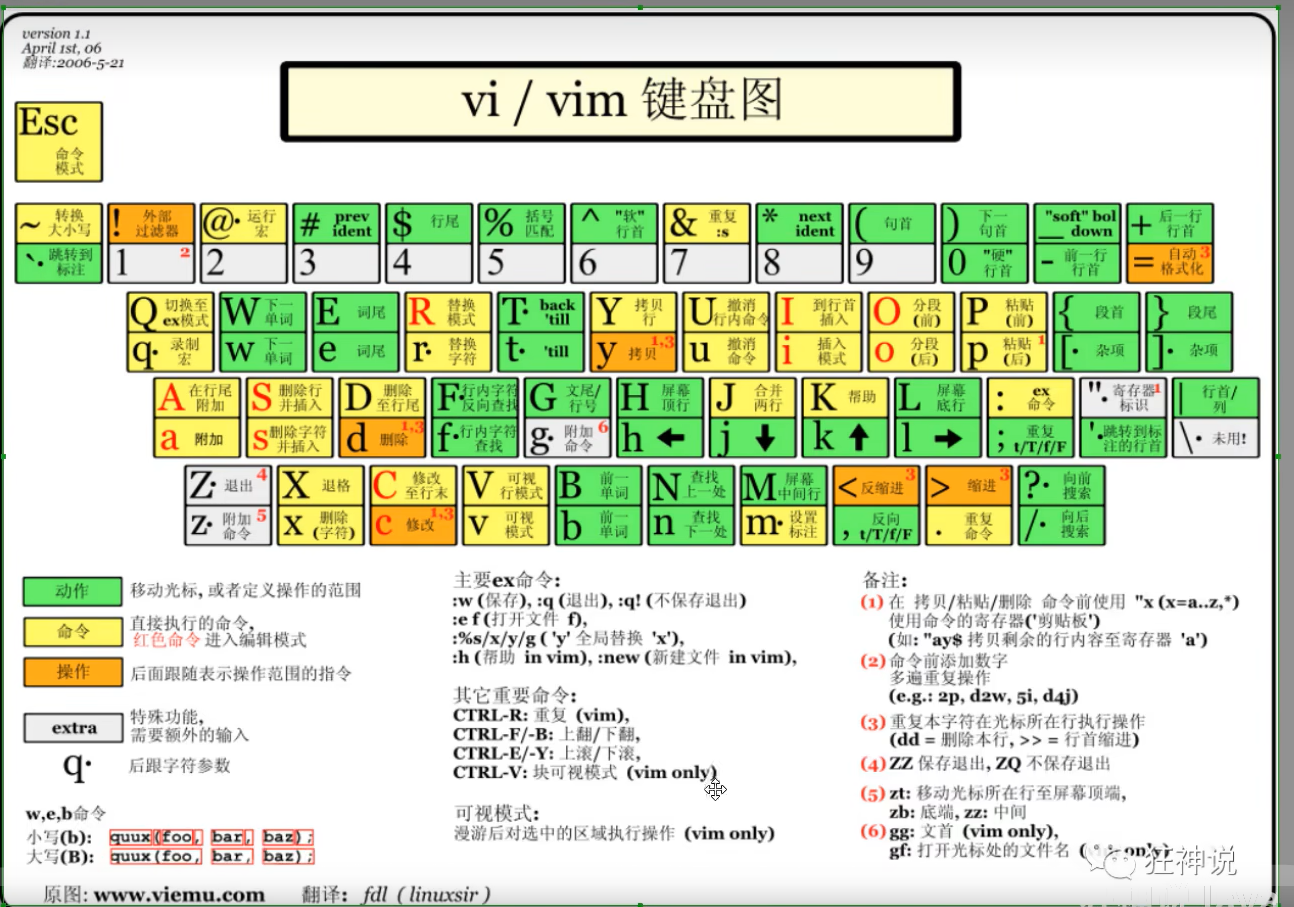 version 1.1
April 1st, 06
翻译:2006-5-21
vi / vim 键盘图
Esc
命令
模式
~ 转换
大小写
! 外部
过滤器
@· 运行
宏
# prev
ident
$ 行尾
% 括号
匹配
^ "软"
行首
& 重复
:s
* next
ident
( 句首
) 下一
句首
"soft" bol
_ down
+ 后一行
行首
`· 跳转到
标注
1 2
2
3
4
5
6
7
8
9
0 "硬"
行首
- 前一行
行首
= 自动 3
格式化
Q 切换至
ex模式
W 下一
单词
E 词尾
R 替换
模式
T· back
'till
Y 拷贝
行
U 撤消
行内命令
I 到行首
插入
O 分段
(前)
P 粘贴
(前)
{ 段首
} 段尾
q· 录制
宏
w 下一
单词
e 词尾
r· 替换
字符
t· 'till
y 拷贝 1,3
u 撤消
命令
i 插入
模式
o 分段
(后)
p 粘贴 1
(后)
[· 杂项
]· 杂项
A 在行尾
附加
S 删除行
并插入
D 删除
至行尾
F· 行内字符
反向查找
G 文尾/
行号
H 屏幕
顶行
J 合并
两行
K 帮助
L 屏幕
底行
: ex
命令
"· 寄存器 1
标识
| 行首/
列
a 附加
s 删除字符
并插入
d 删除 1,3
f· 行内字符
查找
g· 附加 6
命令
h ←
j ↓
k ↑
l →
; 重复
t/T/f/F
'· 跳转到标
注的行首
\· 未用!
Z· 退出 4
X 退格
C 修改
至行末
V 可视
行模式
B 前一
单词
N 查找
上一处
M 屏幕
中间行
< 反缩进 3
> 缩进 3
?· 向前
搜索
z· 附加 5
命令
x 删除
(字符)
c 修改 1,3
v 可视
模式
b 前一
单词
n 查找
下一处
m· 设置
标注
, 反向
t/T/f/F
. 重复
命令
/· 向后
搜索
动作 移动光标, 或者定义操作的范围
命令 直接执行的命令,
红色命令 进入编辑模式
操作 后面跟随表示操作范围的指令
extra 特殊功能,
需要额外的输入
q· 后跟字符参数
w,e,b命令
小写(b): quux(foo, bar, baz);
大写(B): quux(foo, bar, baz);
原图: www.viemu.com 翻译: fdl ( linuxsir )
主要ex命令:
:w (保存), :q (退出), :q! (不保存退出)
:e f (打开文件 f),
:%s/x/y/g ( 'y' 全局替换 'x'),
:h (帮助 in vim), :new (新建文件 in vim),
其它重要命令:
CTRL-R: 重复 (vim),
CTRL-F/-B: 上翻/下翻,
CTRL-E/-Y: 上滚/下滚,
CTRL-V: 块可视模式 (vim only)
可视模式:
漫游后对选中的区域执行操作 (vim only)
备注:
(1) 在 拷贝/粘贴/删除 命令前使用 "x (x=a..z,*)
使用命令的寄存器('剪贴板')
(如: "ay$ 拷贝剩余的行内容至寄存器 'a')
(2) 命令前添加数字
多遍重复操作
(e.g.: 2p, d2w, 5i, d4j)
(3) 重复本字符在光标所在行执行操作
(dd = 删除本行, >> = 行首缩进)
(4) ZZ 保存退出, ZQ 不保存退出
(5) zt: 移动光标所在行至屏幕顶端,
zb: 底端, zz: 中间
(6) gg: 文首 (vim only),
gf: 打开光标处的文件名 (vim only)
狂神说